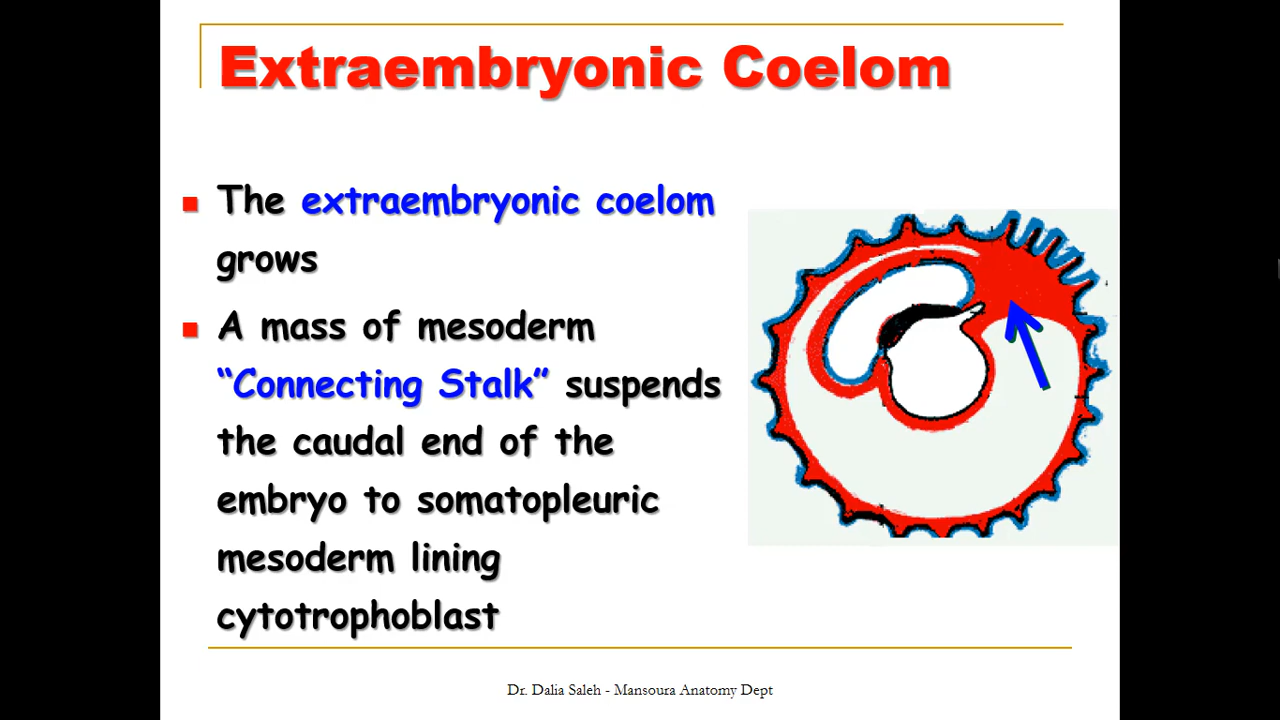 Extraembryonic Coelom
The extraembryonic coelom
grows
A mass of mesoderm
“Connecting Stalk” suspends
the caudal end of the
embryo to somatopleuric
mesoderm lining
cytotrophoblast
Dr. Dalia Saleh - Mansoura Anatomy Dept